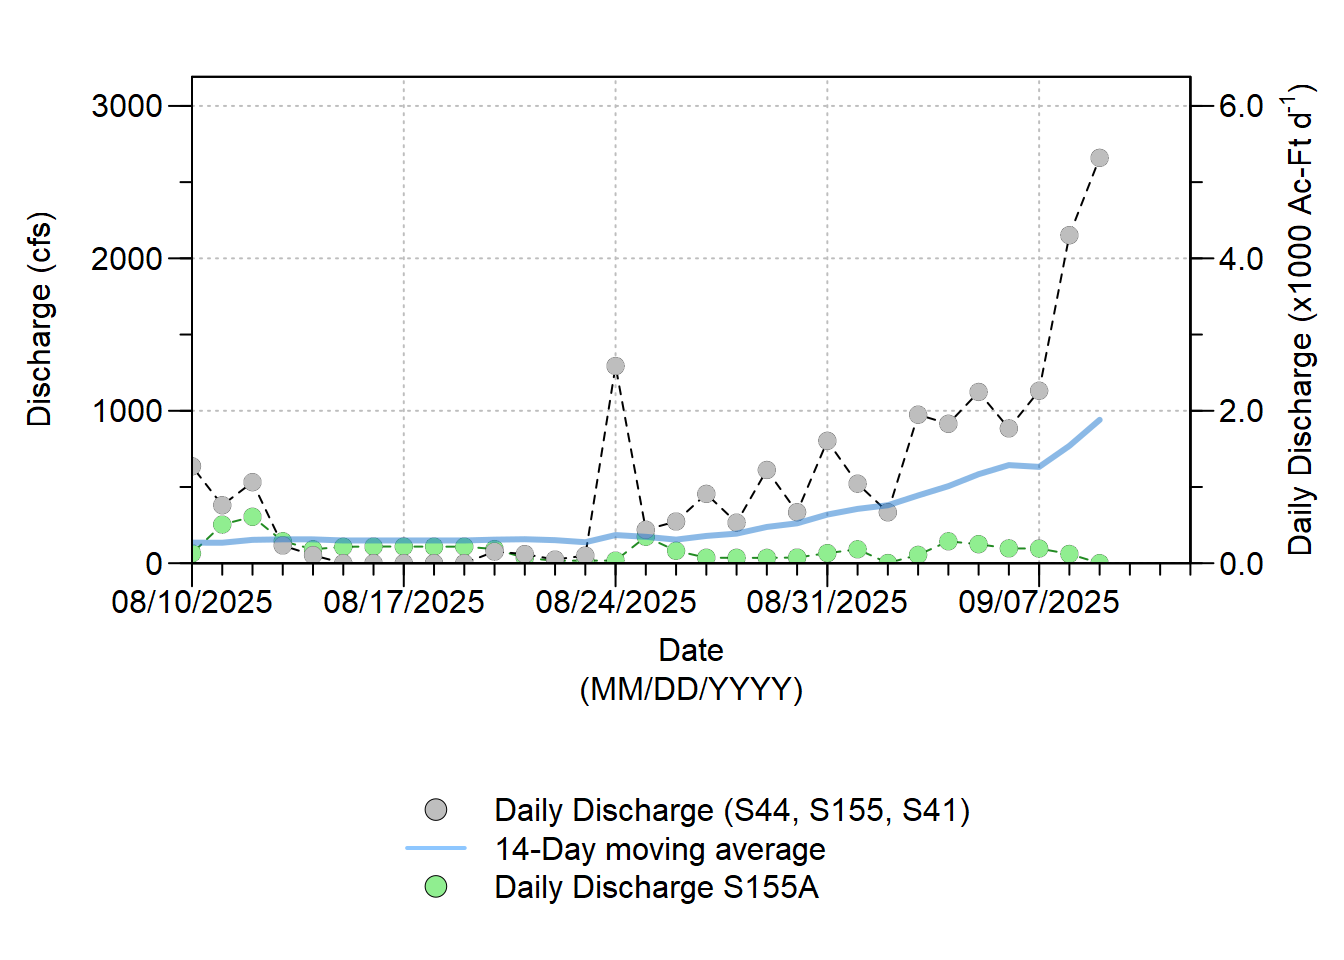 3000
2000
1000
0
Discharge (cfs)
6.0
4.0
2.0
0.0
Daily Discharge (x1000 Ac-Ft d-1)
08/10/2025 08/17/2025 08/24/2025 08/31/2025 09/07/2025
Date
(MM/DD/YYYY)
Daily Discharge (S44, S155, S41)
14-Day moving average
Daily Discharge S155A